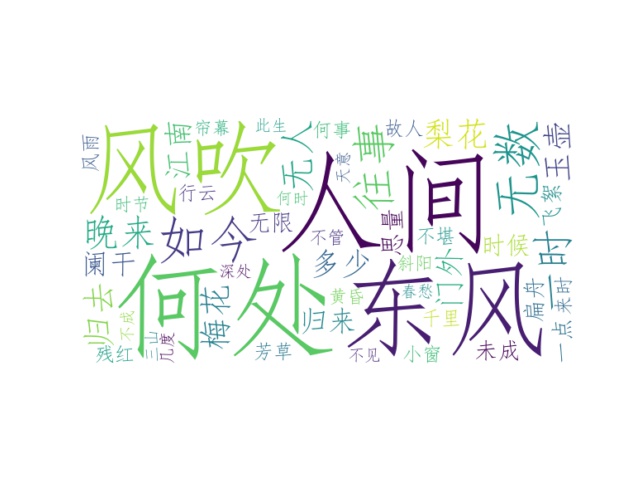 风吹
人间
何处
东风
如今
往事
无数
一时
无人
江南
晚来
归去
梅花
多少
归来
门外
思量
梨花
玉壶
阑干
时候
飞絮
扁舟
未成
无限
行云
帘幕
此生
何事
故人
风雨
天意
时节
何时
不管
不堪
深处
斜阳
黄昏
春愁
千里
一点
来时
残红
不成
三山
几度
芳草
不见
小窗